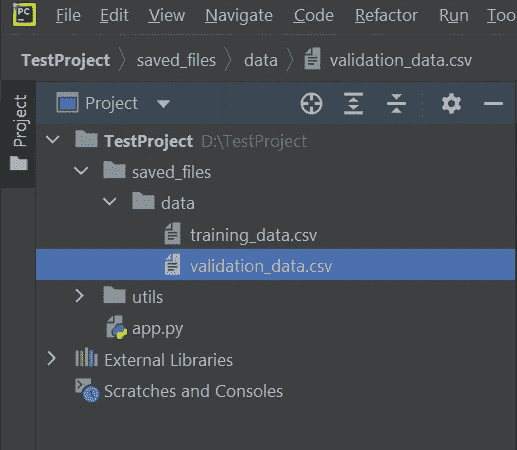 PC File Edit View Navigate Code Refactor Run Too
TestProject saved_files data validation_data.csv
Project
Project
TestProject D:\TestProject
saved_files
data
training_data.csv
validation_data.csv
utils
app.py
External Libraries
Scratches and Consoles